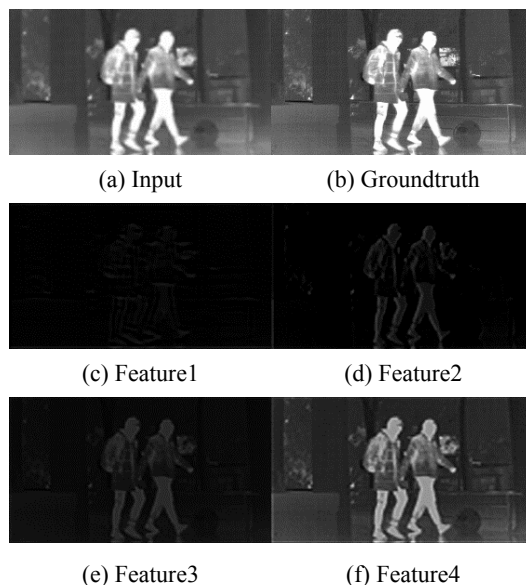 (a) Input
(b) Groundtruth
(c) Feature1
(d) Feature2
(e) Feature3
(f) Feature4